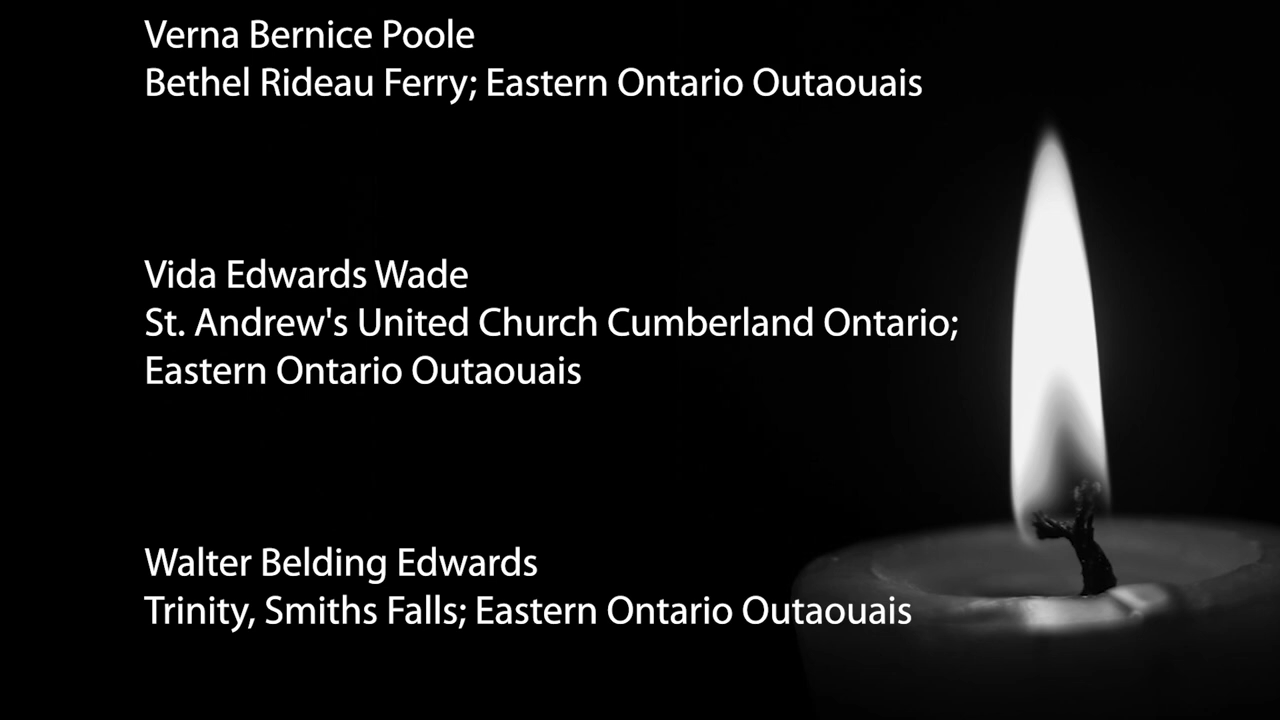 Verna Bernice Poole
Bethel Rideau Ferry; Eastern Ontario Outaouais
Vida Edwards Wade
St. Andrew's United Church Cumberland Ontario;
Eastern Ontario Outaouais
Walter Belding Edwards
Trinity, Smiths Falls; Eastern Ontario Outaouais